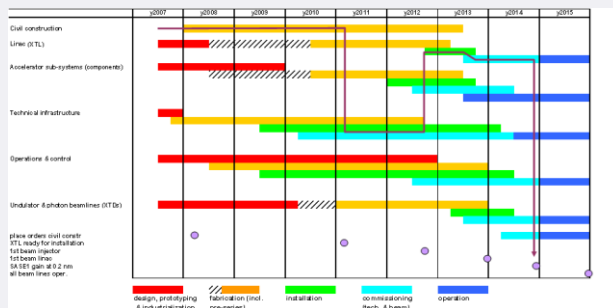 y2007 y2008 y2009 y2010 y2011 y2012 y2013 y2014 y2015
Civil construction
Linac (XTL)
Accelerator sub-systems (components)
Technical infrastructure
Operations & control
Undulator & photon beamlines (XTDs)
place orders civil constr
XTL ready for installation
1st beam injector
1st beam linac
SASE1 gain at 0.2 nm
all beam lines oper.
design, prototyping fabrication (incl. installation commissioning operation
& industrialization pre-series) (tech. & beam)